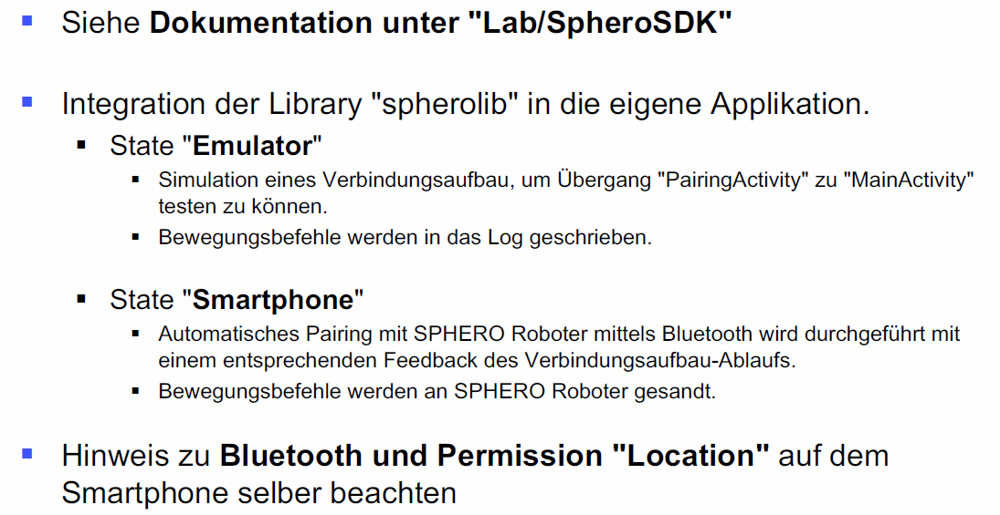 Siehe Dokumentation unter "Lab/SpheroSDK"
Integration der Library "spherolib" in die eigene Applikation.
State "Emulator"
Simulation eines Verbindungsaufbau, um Übergang "PairingActivity" zu "MainActivity"
testen zu können.
Bewegungsbefehle werden in das Log geschrieben.
State "Smartphone"
Automatisches Pairing mit SPHERO Roboter mittels Bluetooth wird durchgeführt mit
einem entsprechenden Feedback des Verbindungsaufbau-Ablaufs.
Bewegungsbefehle werden an SPHERO Roboter gesandt.
Hinweis zu Bluetooth und Permission "Location" auf dem
Smartphone selber beachten